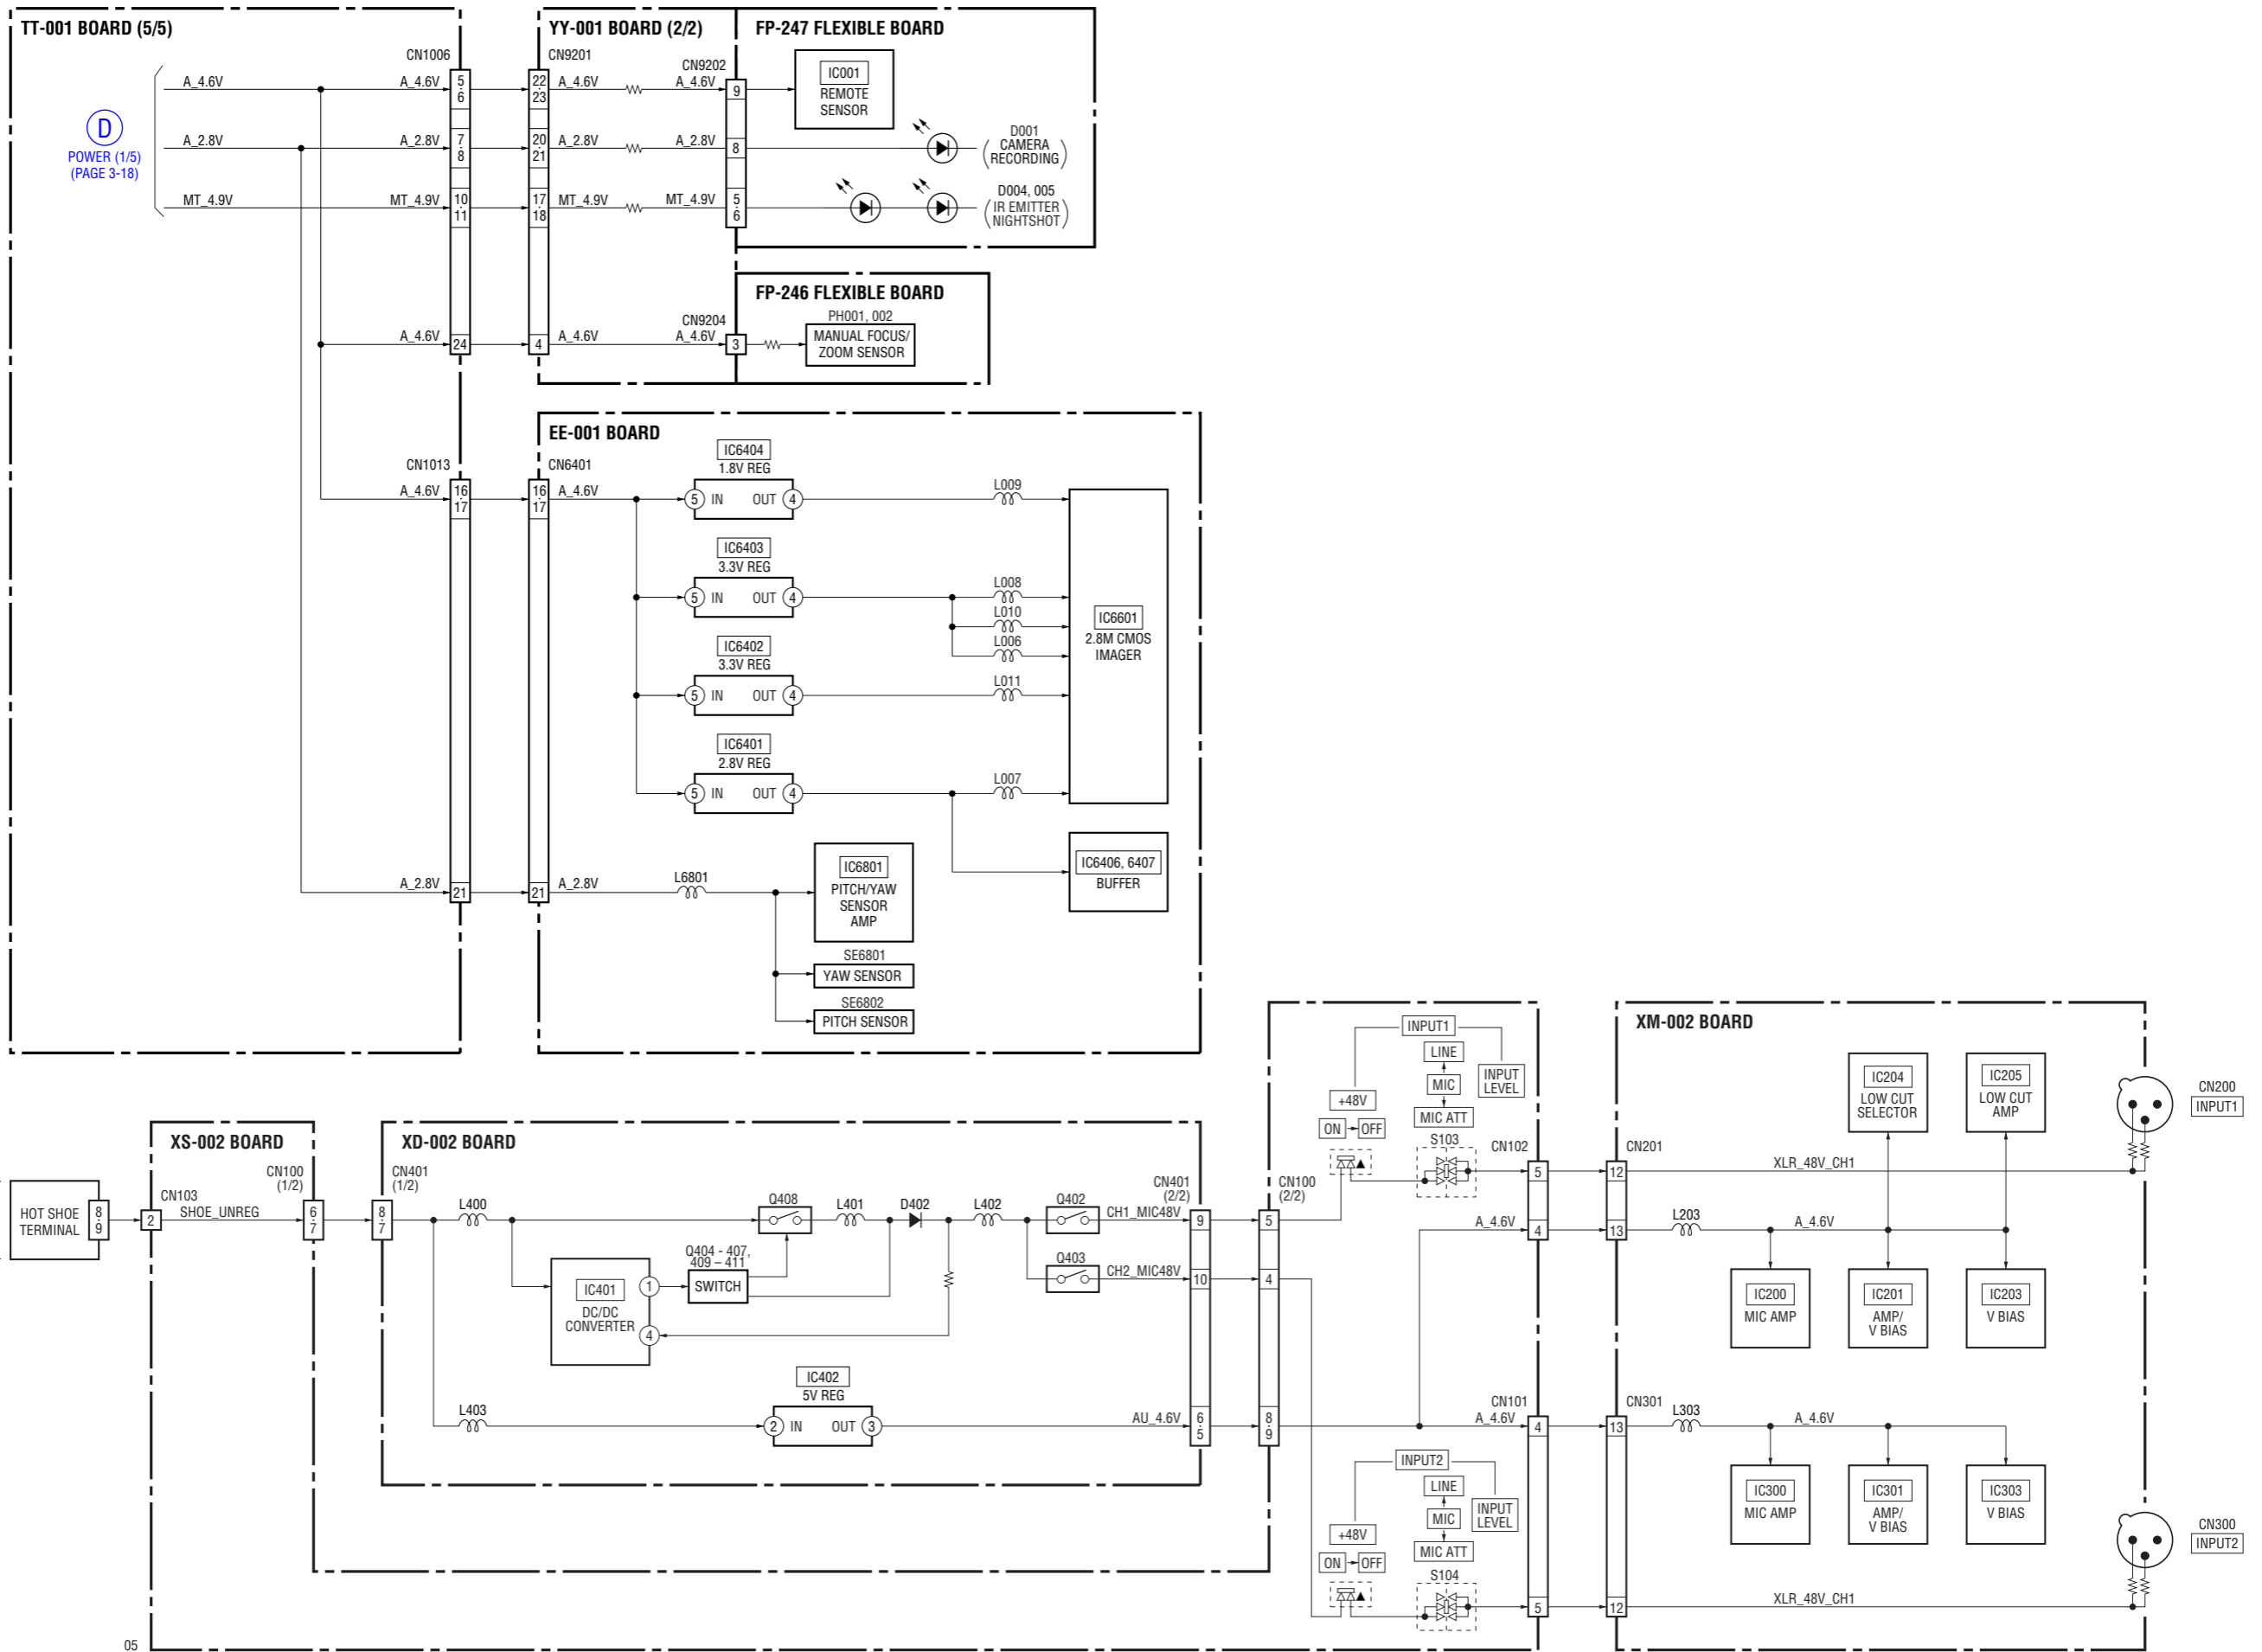 TT-001 BOARD (5/5)
D
POWER (1/5)
(PAGE 3-18)
A_4.6V
A_2.8V
MT_4.9V
CN1006
A_4.6V
5
6
A_2.8V
7
8
MT_4.9V
10
11
A_4.6V
24
CN1013
A_4.6V
16
17
A_2.8V
21
YY-001 BOARD (2/2)
CN9201
22
23
A_4.6V
20
21
A_2.8V
17
18
MT_4.9V
4
A_4.6V
CN9202
A_4.6V
9
A_2.8V
8
MT_4.9V
5
6
CN9204
A_4.6V
3
FP-247 FLEXIBLE BOARD
IC001
REMOTE
SENSOR
D001
CAMERA
RECORDING
D004, 005
IR EMITTER
NIGHTSHOT
FP-246 FLEXIBLE BOARD
PH001, 002
MANUAL FOCUS/
ZOOM SENSOR
EE-001 BOARD
CN6401
16
17
A_4.6V
21
A_2.8V
IC6404
1.8V REG
5 IN OUT 4
L009
IC6403
3.3V REG
5 IN OUT 4
L008
L010
L006
IC6402
3.3V REG
5 IN OUT 4
L011
IC6401
2.8V REG
5 IN OUT 4
L007
IC6601
2.8M CMOS
IMAGER
IC6406, 6407
BUFFER
L6801
IC6801
PITCH/YAW
SENSOR
AMP
SE6801
YAW SENSOR
SE6802
PITCH SENSOR
HOT SHOE
TERMINAL
8
9
XS-002 BOARD
CN103
2
SHOE_UNREG
CN100
(1/2)
6
7
XD-002 BOARD
CN401
(1/2)
8
7
L400
Q408
L401
D402
L402
Q402
CH1_MIC48V
Q403
CH2_MIC48V
IC401
DC/DC
CONVERTER
1
4
Q404 - 407,
409 – 411
SWITCH
L403
IC402
5V REG
2 IN OUT 3
AU_4.6V
CN401
(2/2)
9
10
6
5
CN100
(2/2)
5
4
8
9
INPUT1
LINE
MIC
MIC ATT
INPUT
LEVEL
+48V
ON
OFF
S103
CN102
5
A_4.6V
4
CN101
A_4.6V
4
5
INPUT2
LINE
MIC
MIC ATT
INPUT
LEVEL
+48V
ON
OFF
S104
XM-002 BOARD
CN201
12
XLR_48V_CH1
13
L203
A_4.6V
IC204
LOW CUT
SELECTOR
IC205
LOW CUT
AMP
IC200
MIC AMP
IC201
AMP/
V BIAS
IC203
V BIAS
CN200
INPUT1
CN301
13
L303
A_4.6V
IC300
MIC AMP
IC301
AMP/
V BIAS
IC303
V BIAS
12
XLR_48V_CH1
CN300
INPUT2
05